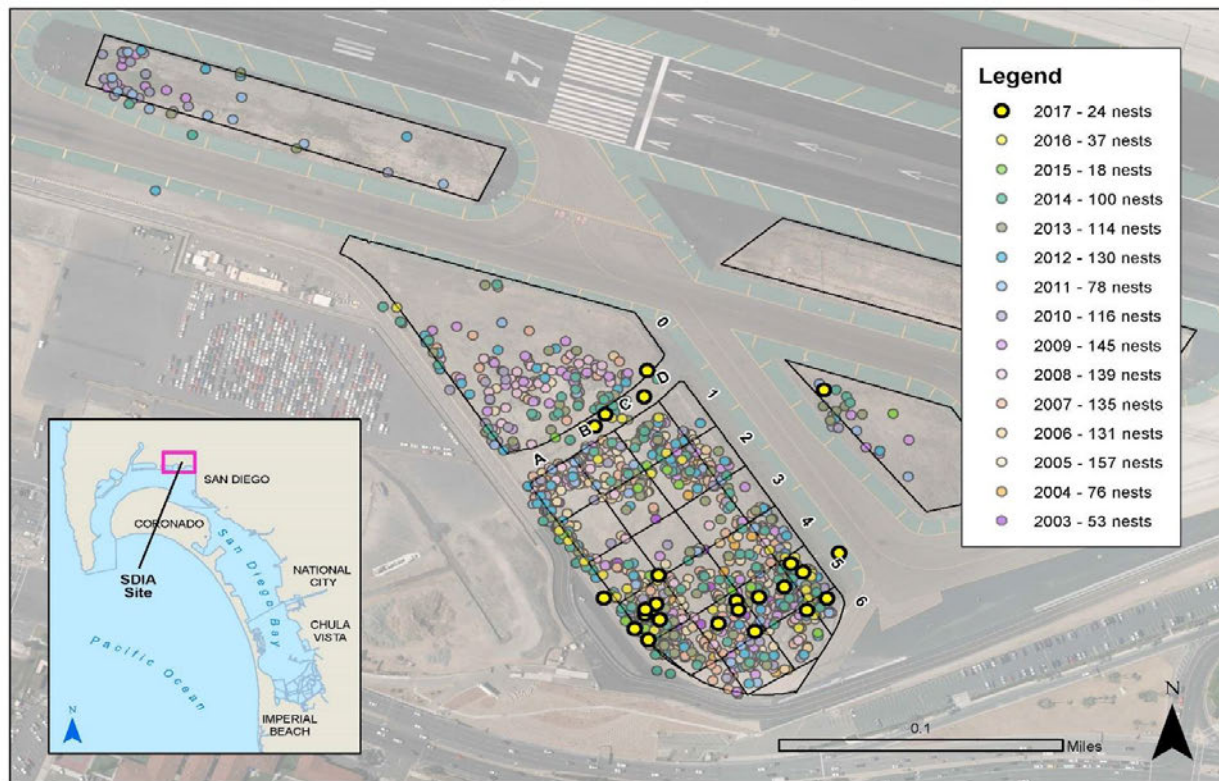 27
0
D
C
B
A
1
2
3
4
5
6
Legend
2017 - 24 nests
2016 - 37 nests
2015 - 18 nests
2014 - 100 nests
2013 - 114 nests
2012 - 130 nests
2011 - 78 nests
2010 - 116 nests
2009 - 145 nests
2008 - 139 nests
2007 - 135 nests
2006 - 131 nests
2005 - 157 nests
2004 - 76 nests
2003 - 53 nests
SAN DIEGO
CORONADO
San Diego Bay
SDIA
Site
NATIONAL
CITY
CHULA
VISTA
Pacific Ocean
IMPERIAL
BEACH
N
N
0.1
Miles